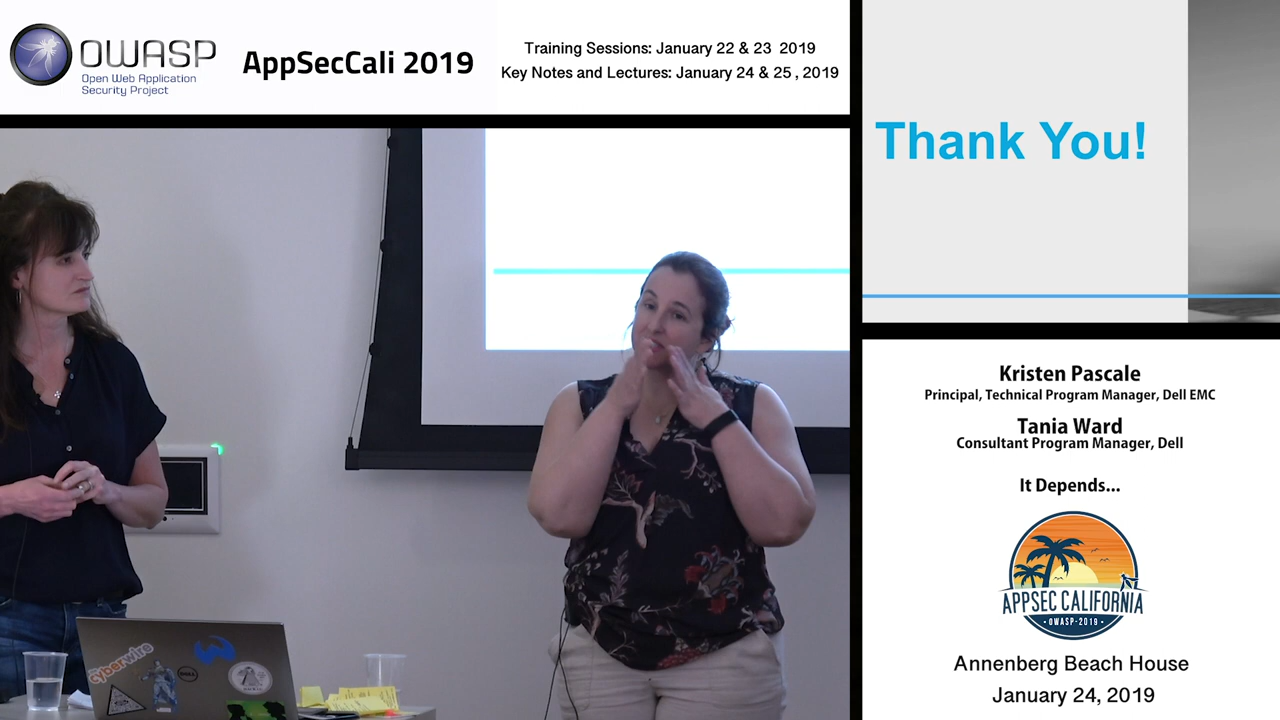 OWASP
Open Web Application
Security Project
AppSecCali 2019
Training Sessions: January 22 & 23 2019
Key Notes and Lectures: January 24 & 25 , 2019
Thank You!
Kristen Pascale
Principal, Technical Program Manager, Dell EMC
Tania Ward
Consultant Program Manager, Dell
It Depends...
APPSEC CALIFORNIA
• OWASP-2019 •
Annenberg Beach House
January 24, 2019
cyberwire
DELL